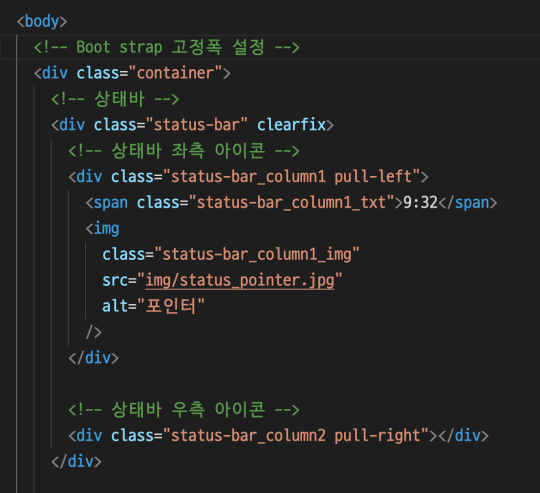 <body>
<!-- Boot strap 고정폭 설정 -->
<div class="container">
<!-- 상태바 -->
<div class="status-bar" clearfix>
<!-- 상태바 좌측 아이콘 -->
<div class="status-bar_column1 pull-left">
<span class="status-bar_column1_txt">9:32</span>
<img
class="status-bar_column1_img"
src="img/status_pointer.jpg"
alt="포인터"
/>
</div>
<!-- 상태바 우측 아이콘 -->
<div class="status-bar_column2 pull-right"></div>
</div>